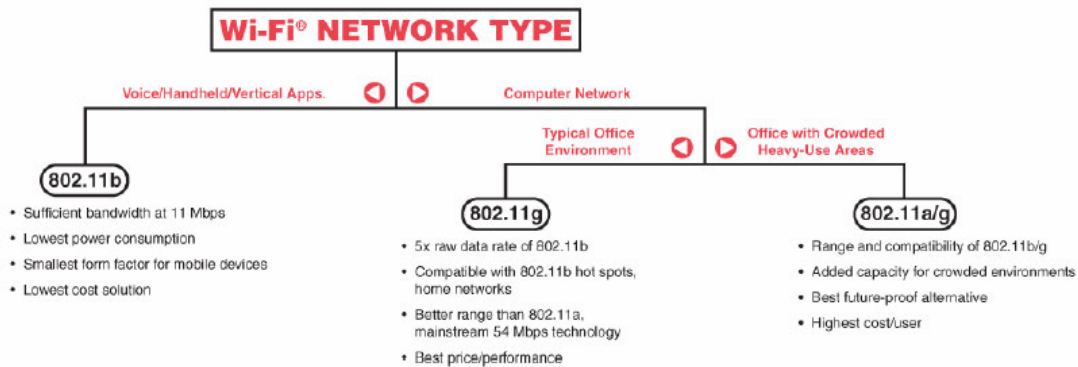 Wi-Fi® NETWORK TYPE
Voice/Handheld/Vertical Apps.
Computer Network
Typical Office
Environment
Office with Crowded
Heavy-Use Areas
802.11b
• Sufficient bandwidth at 11 Mbps
• Lowest power consumption
• Smallest form factor for mobile devices
• Lowest cost solution
802.11g
• 5x raw data rate of 802.11b
• Compatible with 802.11b hot spots,
home networks
• Better range than 802.11a,
mainstream 54 Mbps technology
• Best price/performance
802.11a/g
• Range and compatibility of 802.11b/g
• Added capacity for crowded environments
• Best future-proof alternative
• Highest cost/user